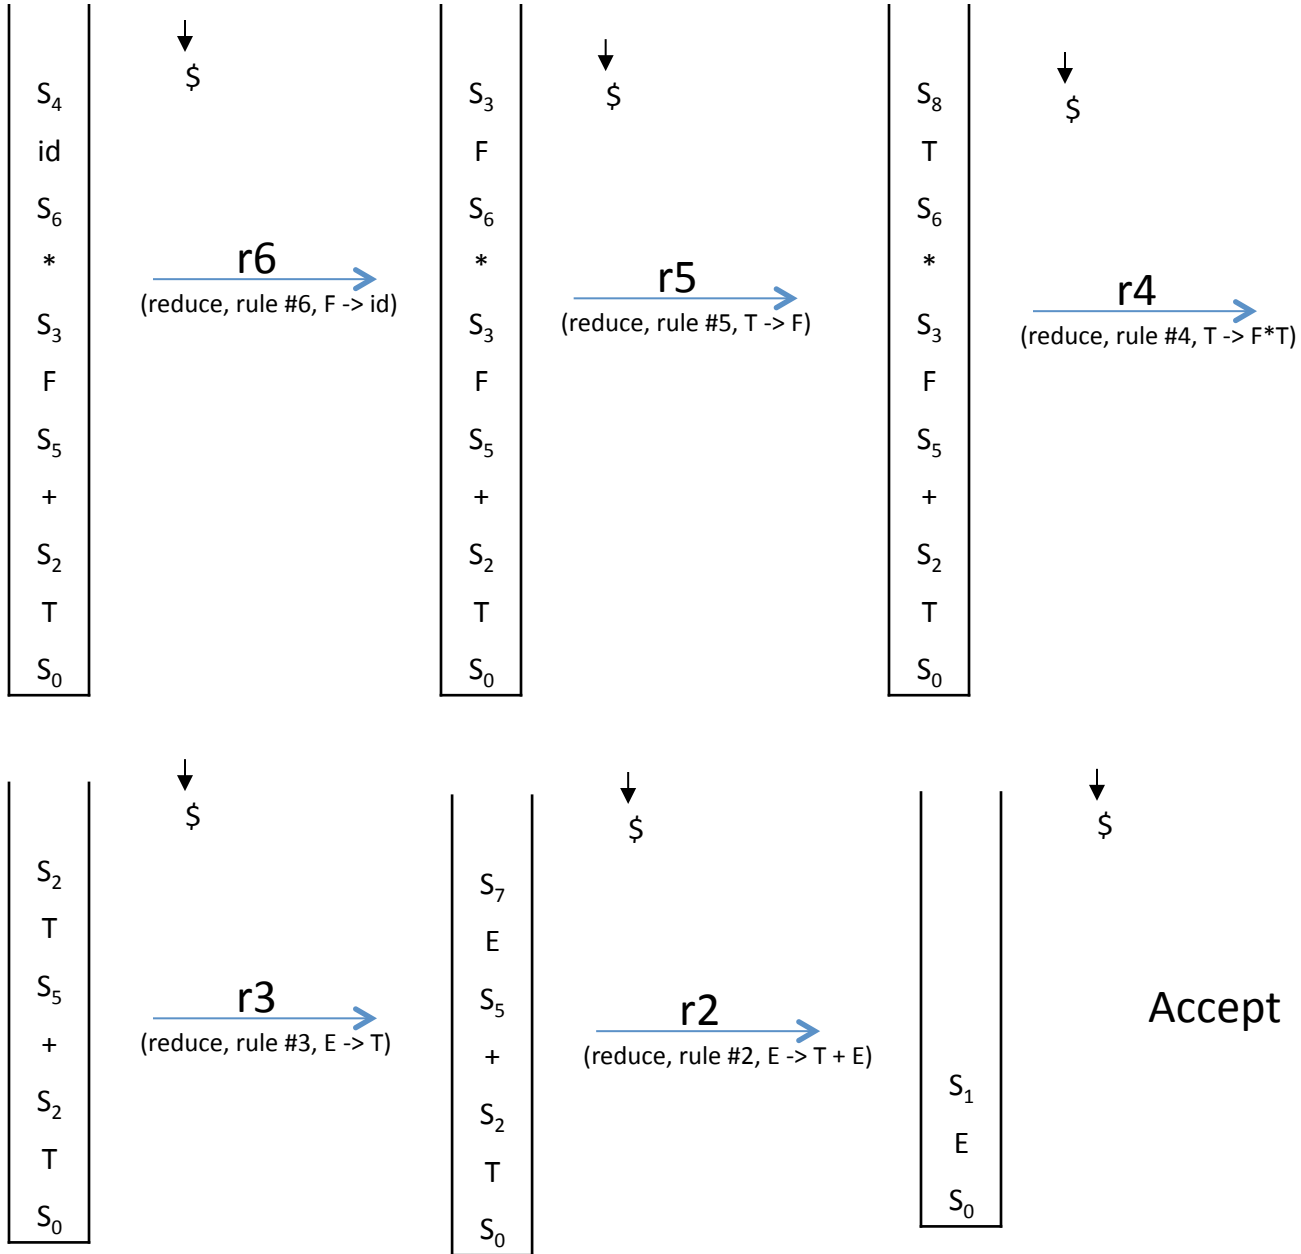 $
S₄
id
S₆
*
S₃
F
S₅
+
S₂
T
S₀
r6
(reduce, rule #6, F -> id)
$
S₃
F
S₆
*
S₃
F
S₅
+
S₂
T
S₀
r5
(reduce, rule #5, T -> F)
$
S₈
T
S₆
*
S₃
F
S₅
+
S₂
T
S₀
r4
(reduce, rule #4, T -> F*T)
$
S₂
T
S₅
+
S₂
T
S₀
r3
(reduce, rule #3, E -> T)
$
S₇
E
S₅
+
S₂
T
S₀
r2
(reduce, rule #2, E -> T + E)
$
S₁
E
S₀
Accept